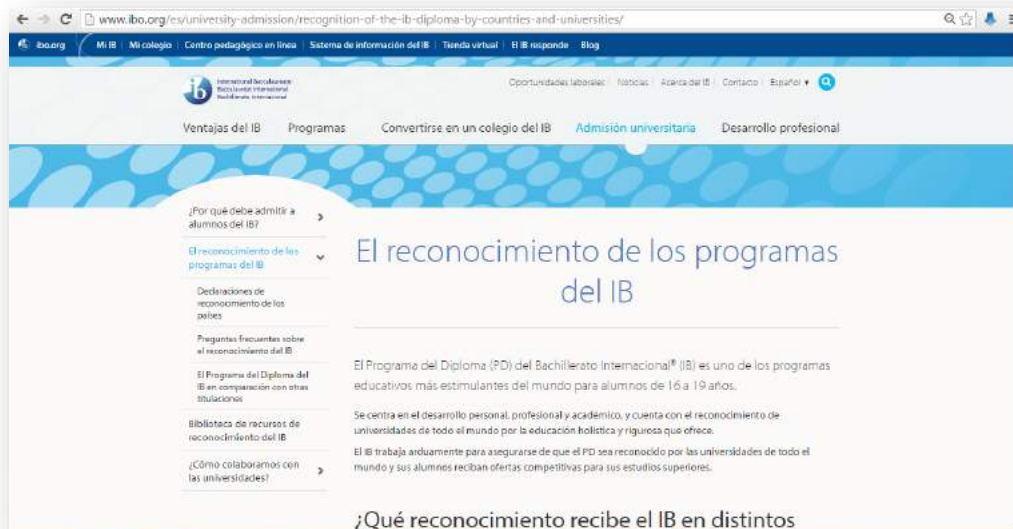 www.ibo.org/es/university-admission/recognition-of-the-ib-diploma-by-countries-and-universities/
ibo.org Mi IB Mi colegio Centro pedagógico en línea Sistema de información del IB Tienda virtual El IB responde Blog
International Baccalaureate
Baccalauréat International
Bachillerato Internacional
Oportunidades laborales Noticias Acerca del IB Contacto Español
Ventajas del IB Programas Convertirse en un colegio del IB Admisión universitaria Desarrollo profesional
¿Por qué debe admitir a
alumnos del IB?
El reconocimiento de los
programas del IB
Declaraciones de
reconocimiento de los
países
Preguntas frecuentes sobre
el reconocimiento del IB
El Programa del Diploma del
IB en comparación con otras
titulaciones
Biblioteca de recursos de
reconocimiento del IB
¿Cómo colaboramos con
las universidades?
El reconocimiento de los programas
del IB
El Programa del Diploma (PD) del Bachillerato Internacional® (IB) es uno de los programas
educativos más estimulantes del mundo para alumnos de 16 a 19 años.
Se centra en el desarrollo personal, profesional y académico, y cuenta con el reconocimiento de
universidades de todo el mundo por la educación holística y rigurosa que ofrece.
El IB trabaja arduamente para asegurarse de que el PD sea reconocido por las universidades de todo el
mundo y sus alumnos reciban ofertas competitivas para sus estudios superiores.
¿Qué reconocimiento recibe el IB en distintos